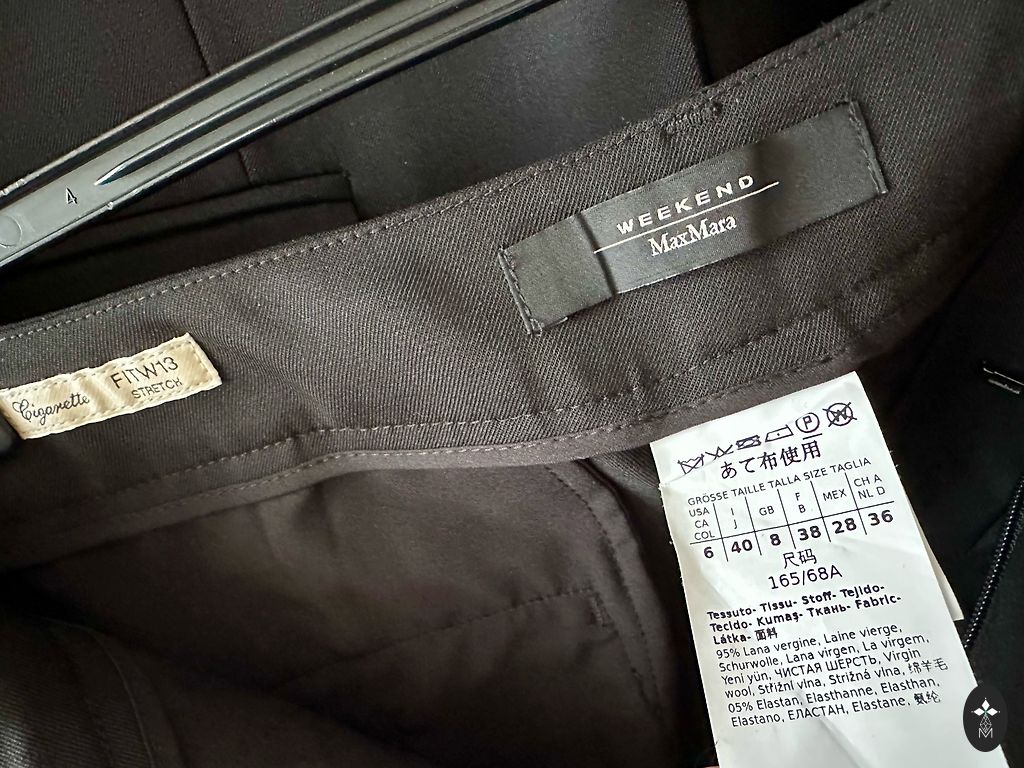 4
WEEKEND
MaxMara
Cigarette FITW13
STRETCH
あて布使用
GRÖSSE TAILLE TALLA SIZE TAGLIA
USA CA COL I J GB F B MEX CH A NL D
6 40 8 38 28 36
尺码
165/68A
Tessuto- Tissu- Stoff- Tejido-
Tecido- Kumaş- Ткань- Fabric-
Látka- 面料
95% Lana vergine, Laine vierge,
Schurwolle, Lana virgen, La virgem,
Yeni yün, ЧИСТАЯ ШЕРСТЬ, Virgin
wool, Střižní vlna, Strižná vlna, 绵羊毛
05% Elastan, Elasthanne, Elasthan,
Elastano, ЕЛАСТАН, Elastane, 氨纶
M